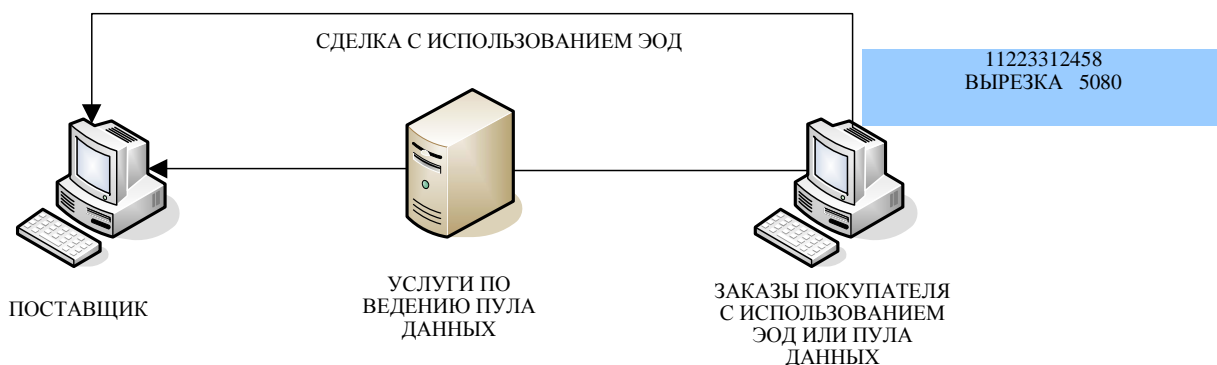 СДЕЛКА С ИСПОЛЬЗОВАНИЕМ ЭОД
11223312458
ВЫРЕЗКА 5080
ПОСТАВЩИК
УСЛУГИ ПО
ВЕДЕНИЮ ПУЛА
ДАННЫХ
ЗАКАЗЫ ПОКУПАТЕЛЯ
С ИСПОЛЬЗОВАНИЕМ
ЭОД ИЛИ ПУЛА
ДАННЫХ